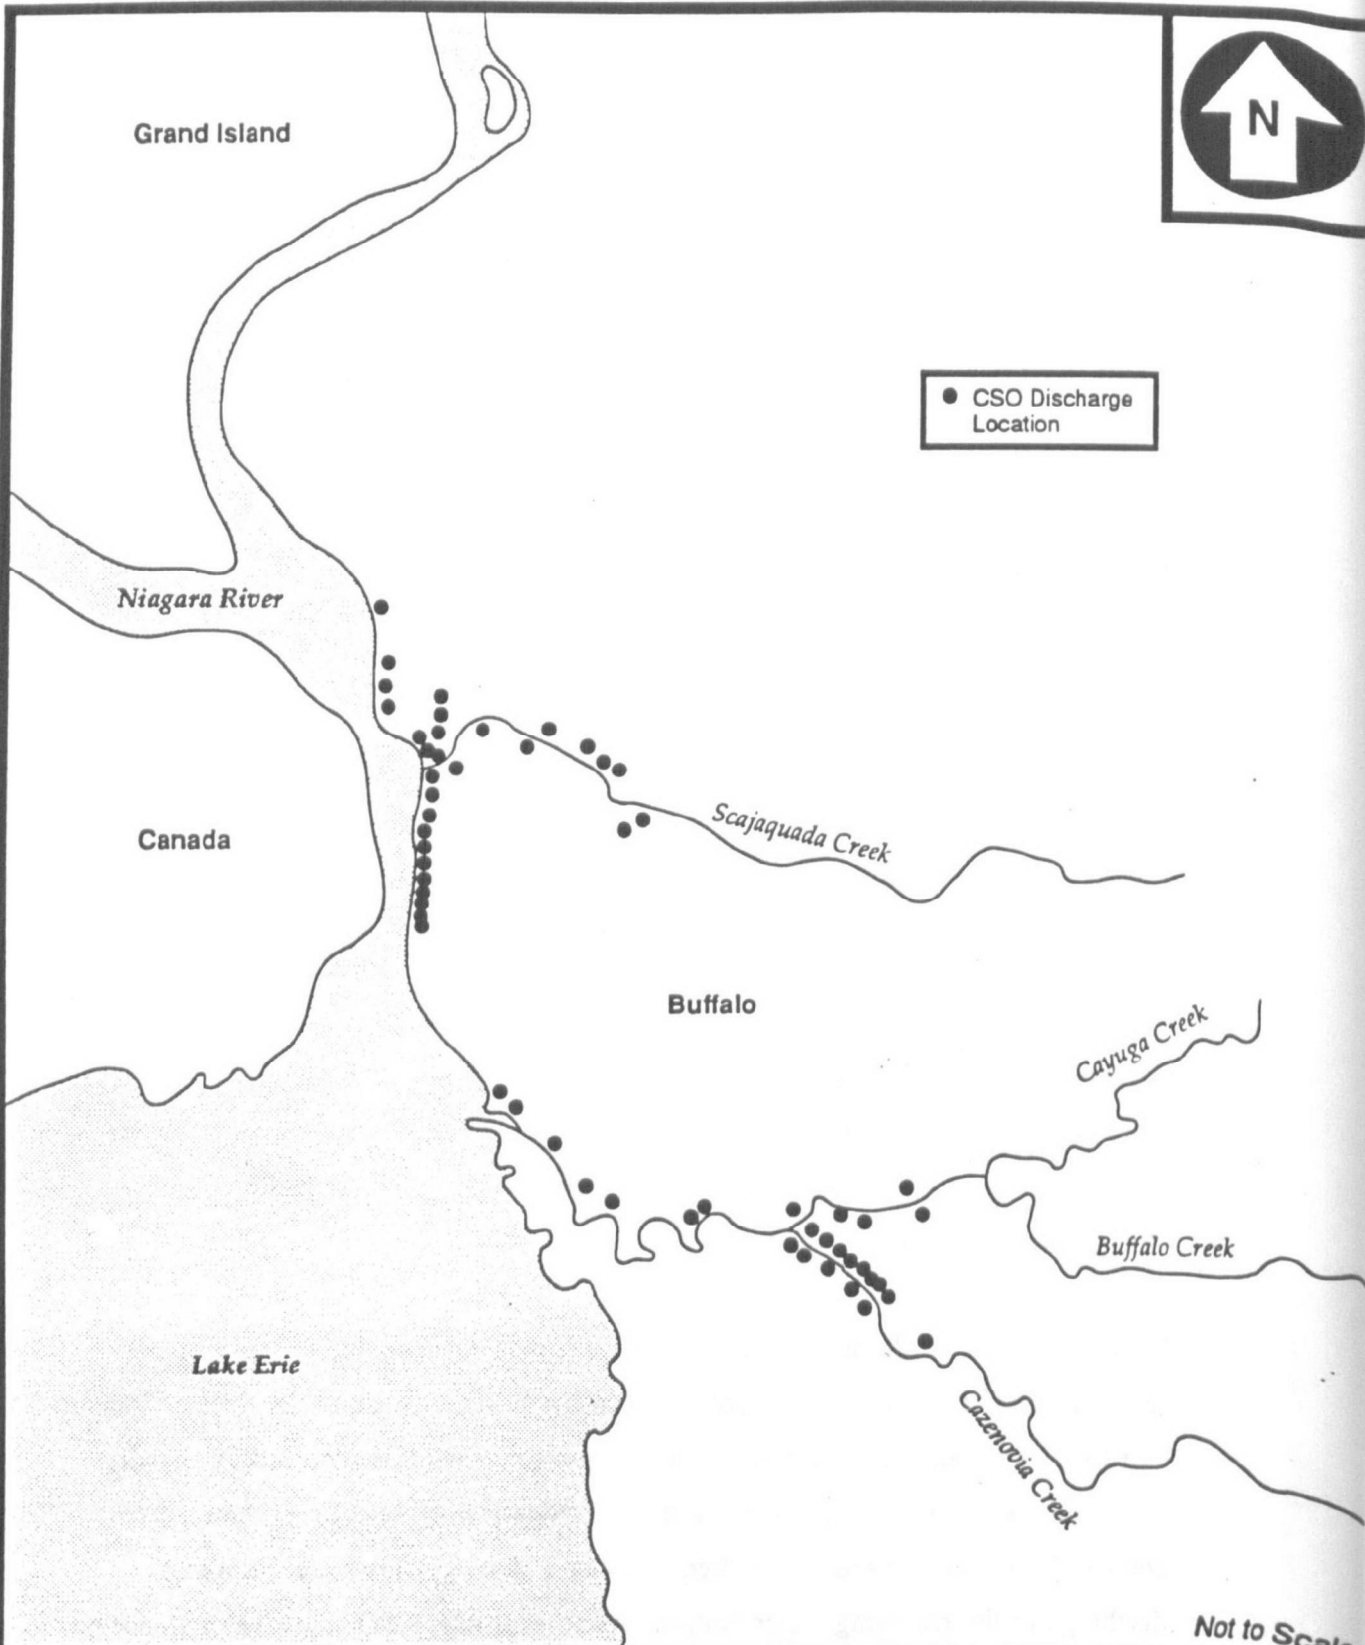 N
Grand Island
CSO Discharge
Location
Niagara River
Canada
Scajaquada Creek
Buffalo
Cayuga Creek
Buffalo Creek
Lake Erie
Cazenovia Creek
Not to Scale